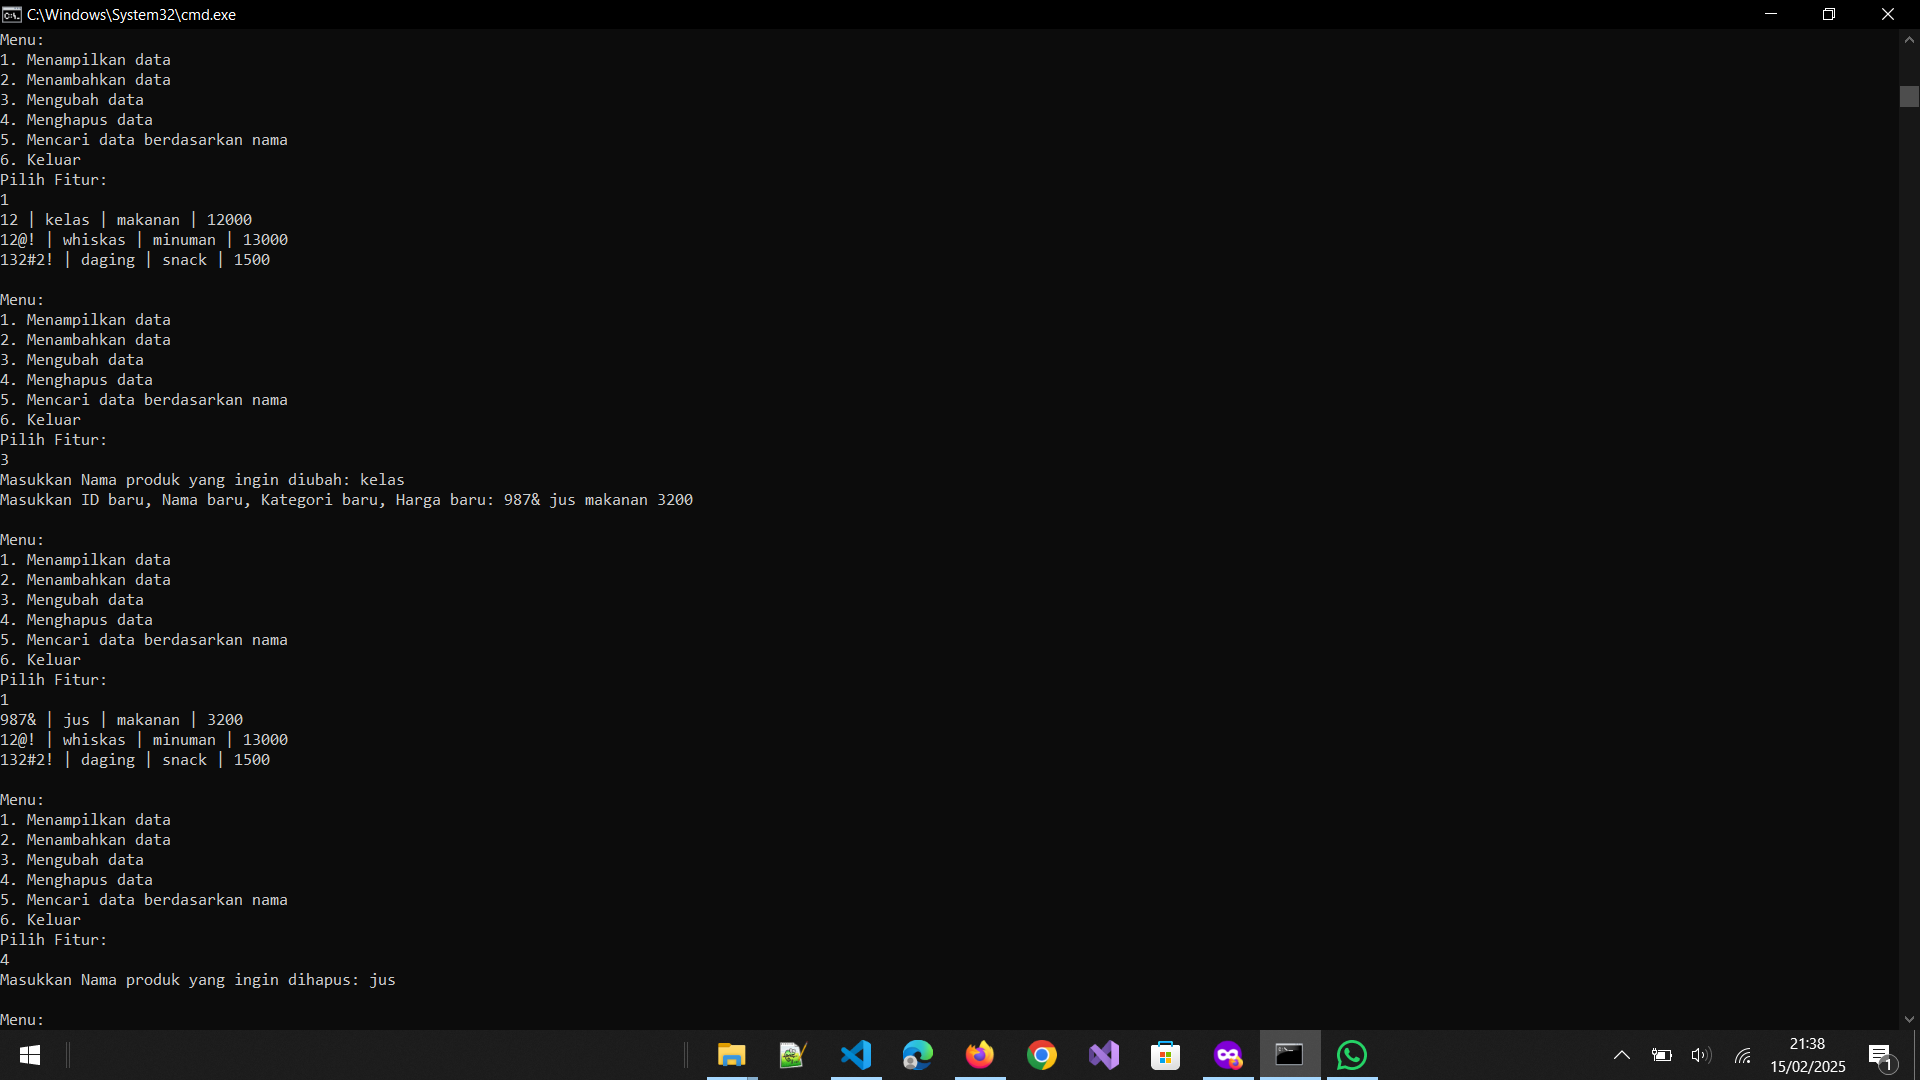 C:\Windows\System32\cmd.exe
Menu:
1. Menampilkan data
2. Menambahkan data
3. Mengubah data
4. Menghapus data
5. Mencari data berdasarkan nama
6. Keluar
Pilih Fitur:
1
12 | kelas | makanan | 12000
12@! | whiskas | minuman | 13000
132#2! | daging | snack | 1500
Menu:
1. Menampilkan data
2. Menambahkan data
3. Mengubah data
4. Menghapus data
5. Mencari data berdasarkan nama
6. Keluar
Pilih Fitur:
3
Masukkan Nama produk yang ingin diubah: kelas
Masukkan ID baru, Nama baru, Kategori baru, Harga baru: 987& jus makanan 3200
Menu:
1. Menampilkan data
2. Menambahkan data
3. Mengubah data
4. Menghapus data
5. Mencari data berdasarkan nama
6. Keluar
Pilih Fitur:
1
987& | jus | makanan | 3200
12@! | whiskas | minuman | 13000
132#2! | daging | snack | 1500
Menu:
1. Menampilkan data
2. Menambahkan data
3. Mengubah data
4. Menghapus data
5. Mencari data berdasarkan nama
6. Keluar
Pilih Fitur:
4
Masukkan Nama produk yang ingin dihapus: jus
Menu:
21:38
15/02/2025
1